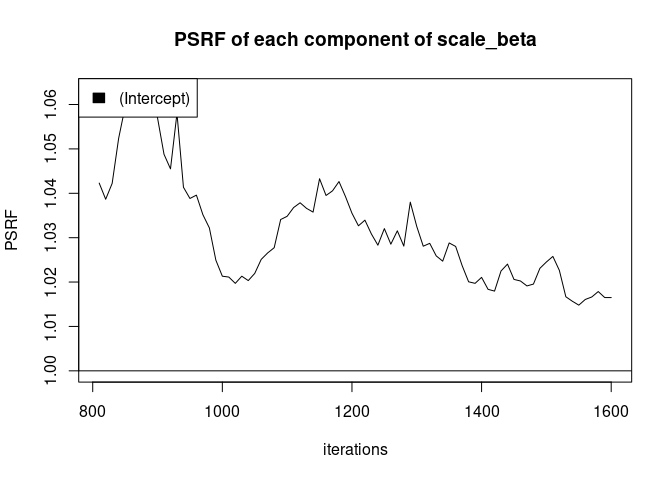 PSRF of each component of scale_beta
(Intercept)
PSRF
1.06
1.05
1.04
1.03
1.02
1.01
1.00
800 1000 1200 1400 1600
iterations